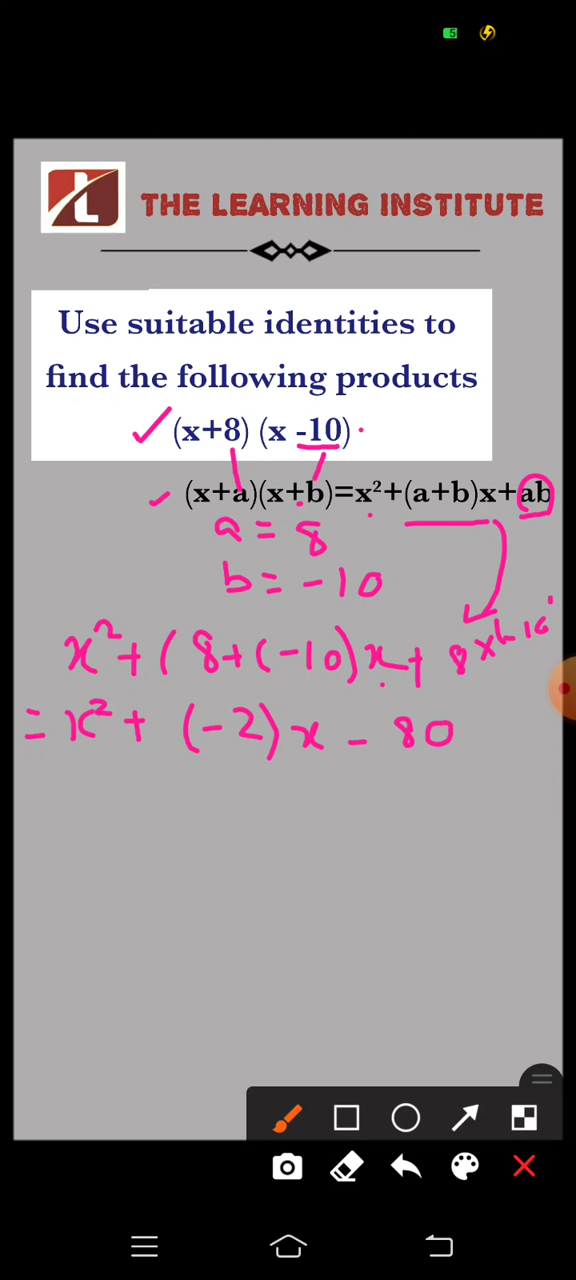 5
THE LEARNING INSTITUTE
Use suitable identities to
find the following products
(x+8) (x -10)
(x+a)(x+b)=x²+(a+b)x+ab
a = 8
b = -10
x² + ( 8 + (-10) x + 8 x (-10
= x² + (-2) x - 80